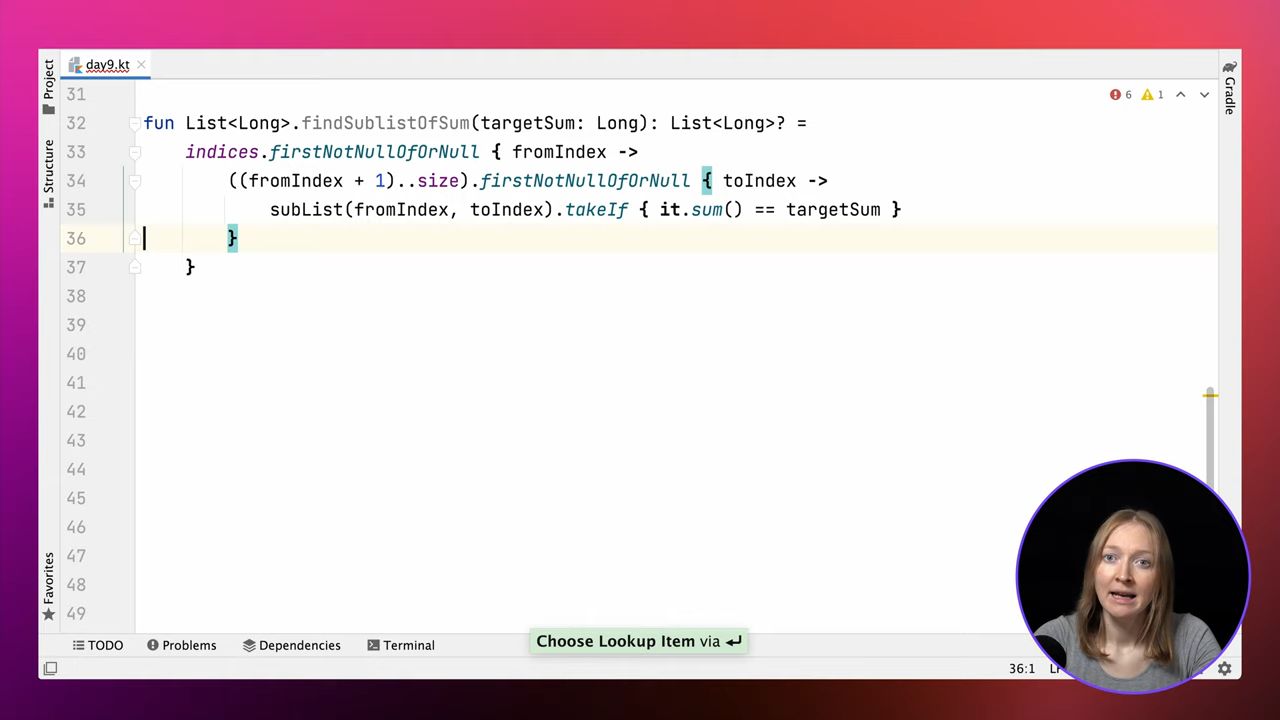 Project
day9.kt
Gradle
6 1
31
32 fun List<Long>.findSublistOfSum(targetSum: Long): List<Long>? =
33 indices.firstNotNullOfOrNull { fromIndex ->
34 ((fromIndex + 1)..size).firstNotNullOfOrNull { toIndex ->
35 subList(fromIndex, toIndex).takeIf { it.sum() == targetSum }
36 }
37 }
38
39
40
41
42
43
44
45
46
47
48
49
Structure
Favorites
Choose Lookup Item via ↵
TODO Problems Dependencies Terminal
36:1